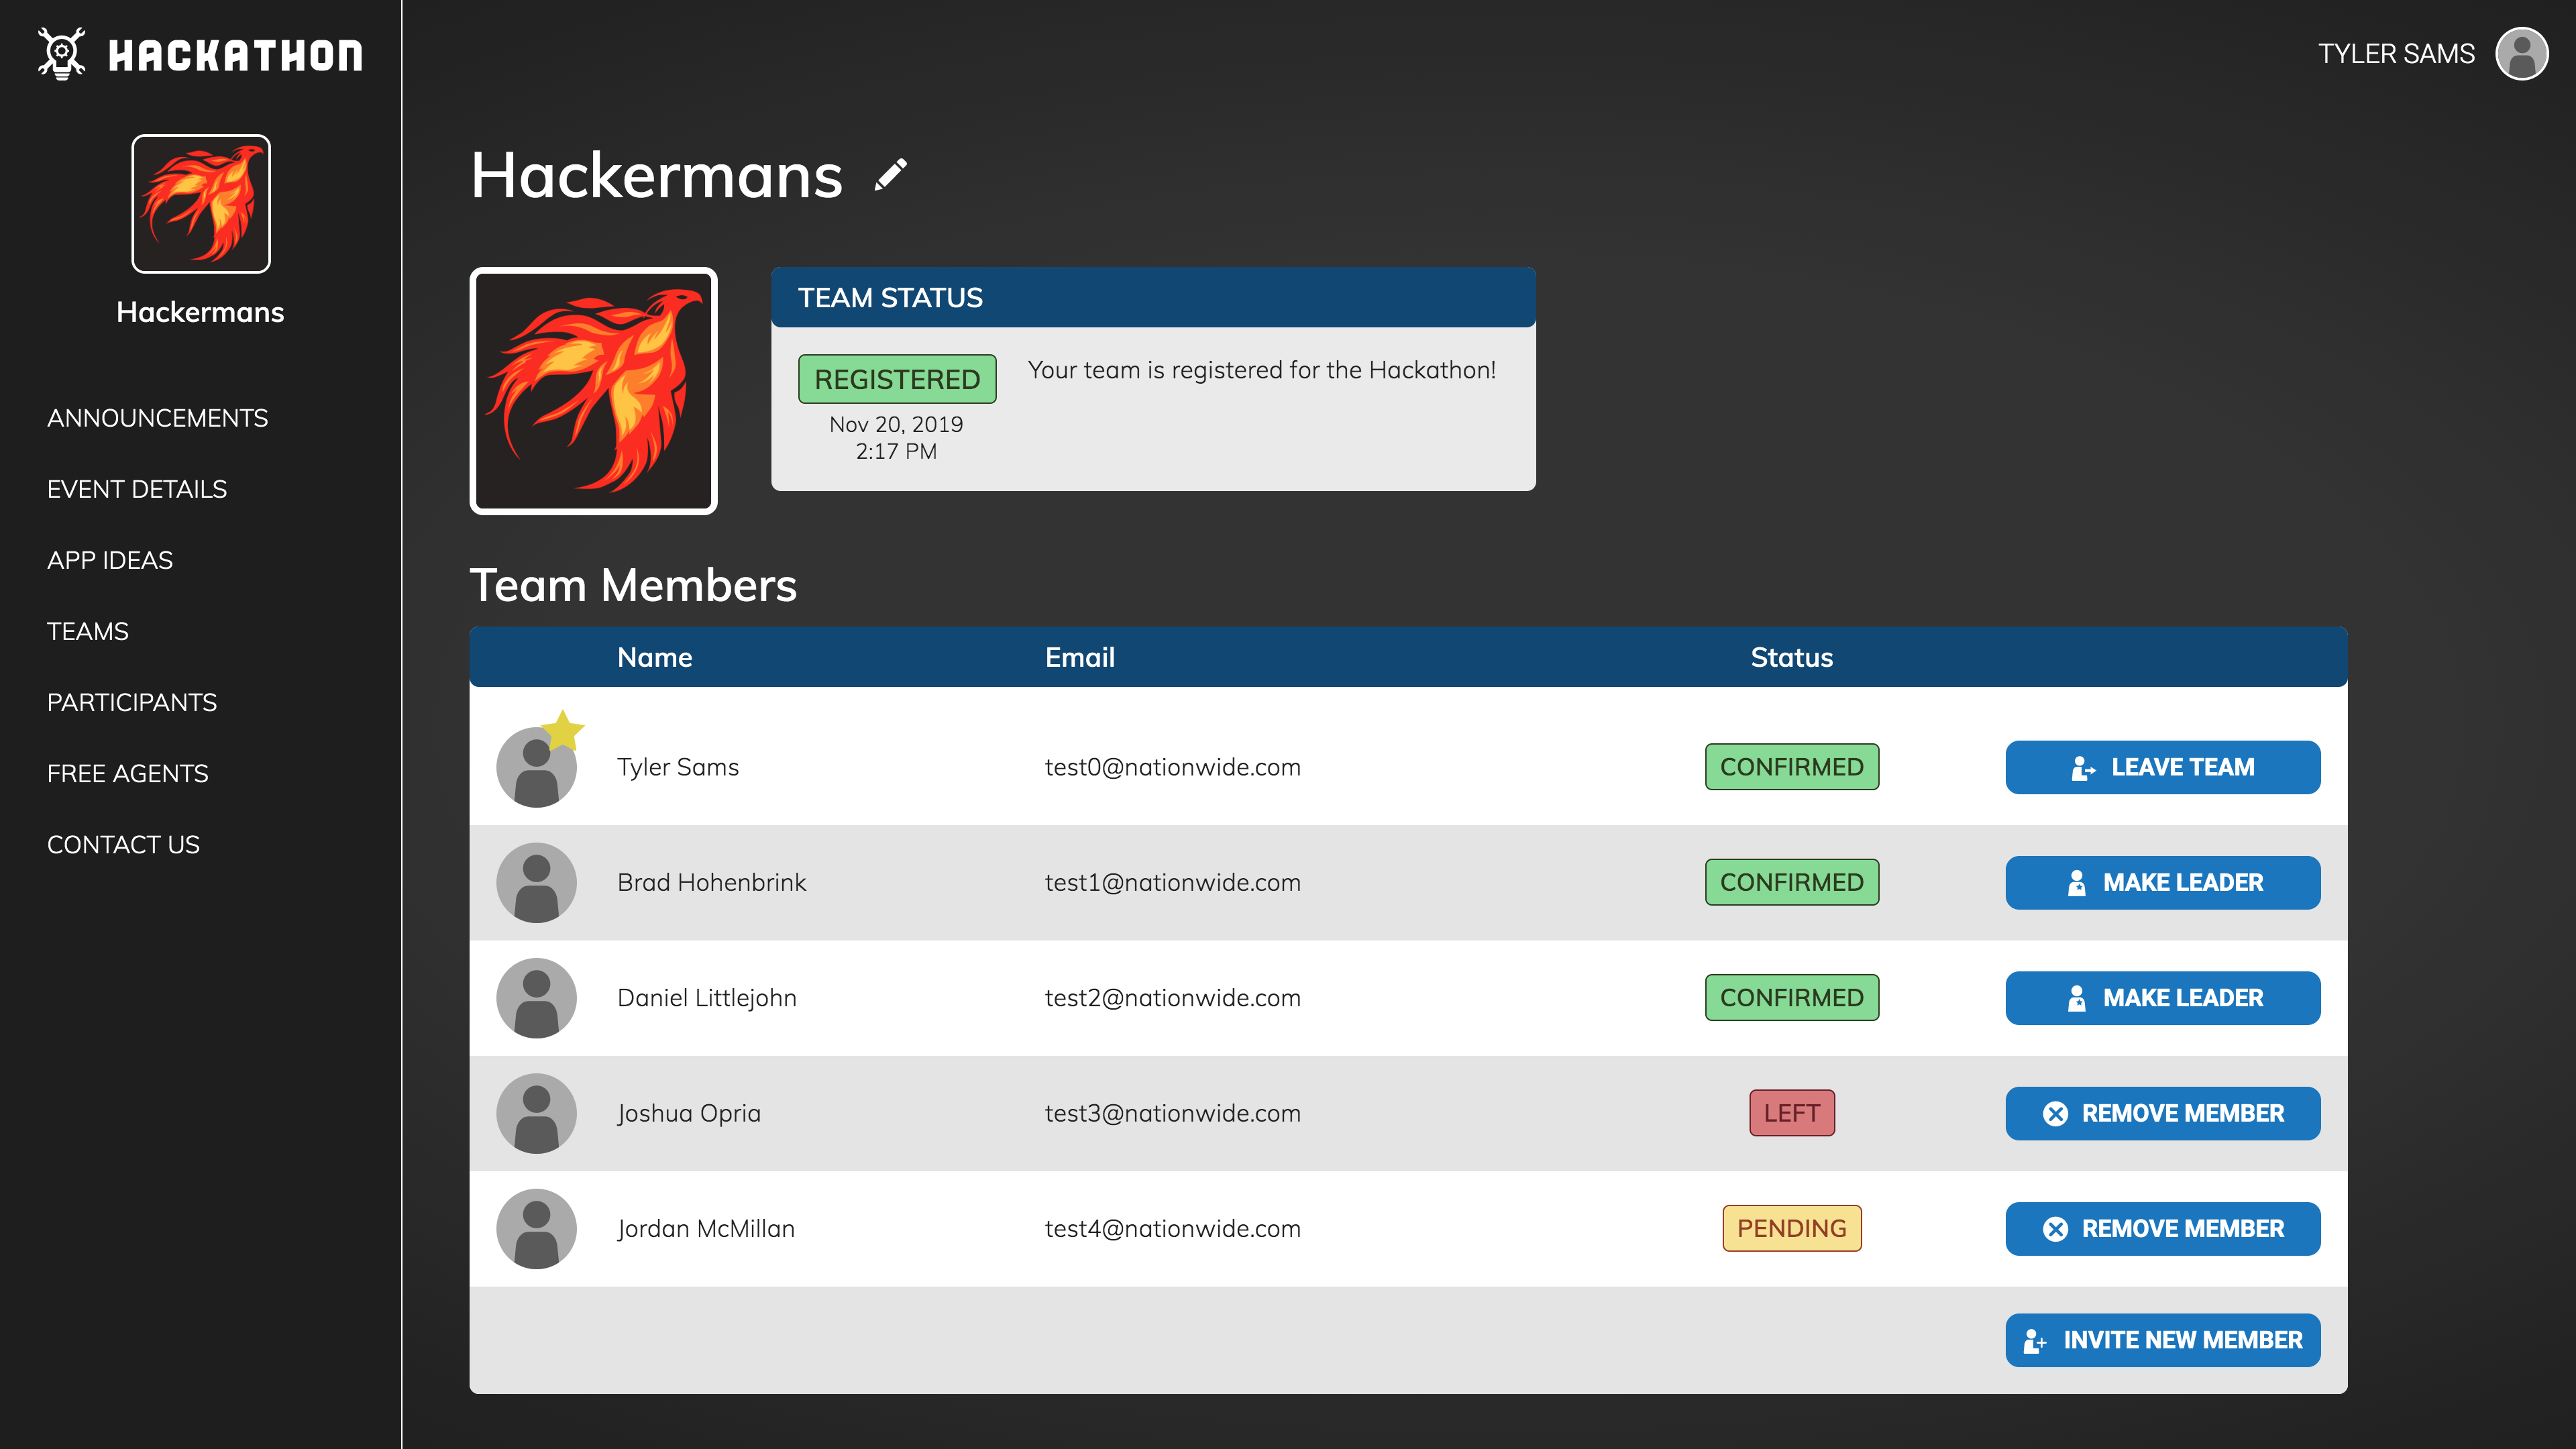 HACKATHON
TYLER SAMS
Hackermans
ANNOUNCEMENTS
EVENT DETAILS
APP IDEAS
TEAMS
PARTICIPANTS
FREE AGENTS
CONTACT US
Hackermans
TEAM STATUS
REGISTERED
Nov 20, 2019
2:17 PM
Your team is registered for the Hackathon!
Team Members
Name Email Status
Tyler Sams test0@nationwide.com CONFIRMED LEAVE TEAM
Brad Hohenbrink test1@nationwide.com CONFIRMED MAKE LEADER
Daniel Littlejohn test2@nationwide.com CONFIRMED MAKE LEADER
Joshua Opria test3@nationwide.com LEFT REMOVE MEMBER
Jordan McMillan test4@nationwide.com PENDING REMOVE MEMBER
INVITE NEW MEMBER